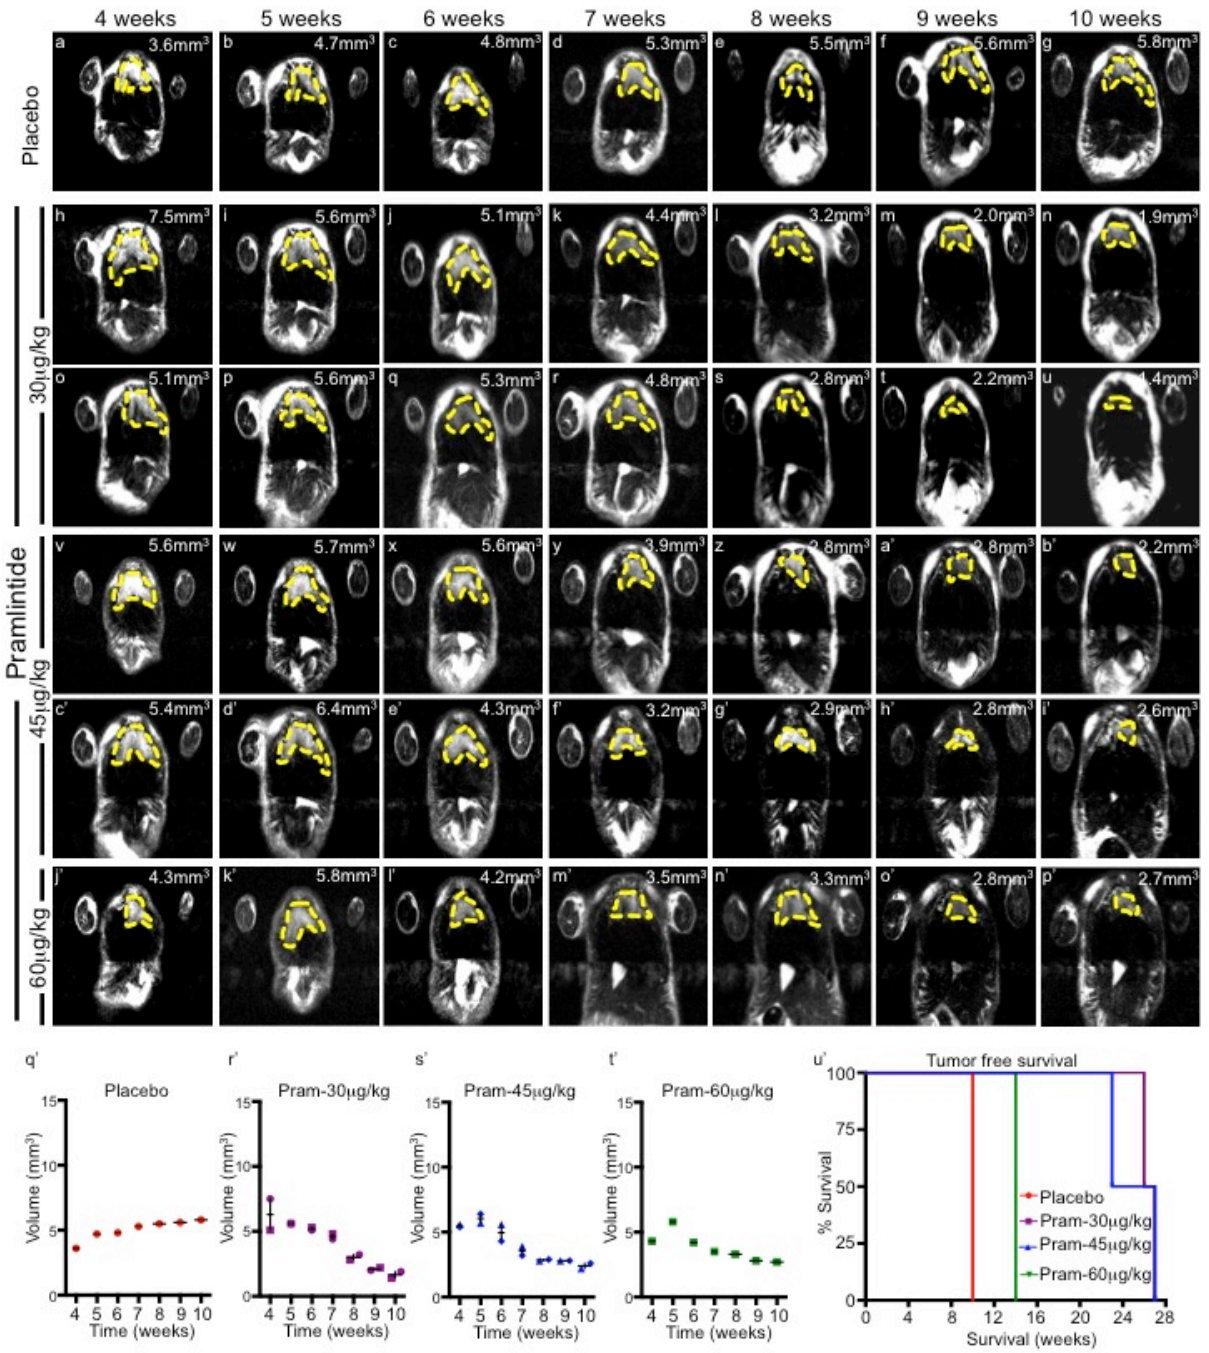 4 weeks 5 weeks 6 weeks 7 weeks 8 weeks 9 weeks 10 weeks
Placebo
a 3.6mm³ b 4.7mm³ c 4.8mm³ d 5.3mm³ e 5.5mm³ f 5.6mm³ g 5.8mm³
Pramlintide
30μg/kg
h 7.5mm³ i 5.6mm³ j 5.1mm³ k 4.4mm³ l 3.2mm³ m 2.0mm³ n 1.9mm³
o 5.1mm³ p 5.6mm³ q 5.3mm³ r 4.8mm³ s 2.8mm³ t 2.2mm³ u 1.4mm³
45μg/kg
v 5.6mm³ w 5.7mm³ x 5.6mm³ y 3.9mm³ z 2.8mm³ a' 2.8mm³ b' 2.2mm³
c' 5.4mm³ d' 6.4mm³ e' 4.3mm³ f' 3.2mm³ g' 2.9mm³ h' 2.8mm³ i' 2.6mm³
60μg/kg
j' 4.3mm³ k' 5.8mm³ l' 4.2mm³ m' 3.5mm³ n' 3.3mm³ o' 2.8mm³ p' 2.7mm³
q'
Placebo
Volume (mm³)
15
10
5
0
4 5 6 7 8 9 10
Time (weeks)
r'
Pram-30μg/kg
Volume (mm³)
15
10
5
0
4 5 6 7 8 9 10
Time (weeks)
s'
Pram-45μg/kg
Volume (mm³)
15
10
5
0
4 5 6 7 8 9 10
Time (weeks)
t'
Pram-60μg/kg
Volume (mm³)
15
10
5
0
4 5 6 7 8 9 10
Time (weeks)
u'
Tumor free survival
% Survival
100
75
50
25
0
Placebo
Pram-30μg/kg
Pram-45μg/kg
Pram-60μg/kg
0 4 8 12 16 20 24 28
Survival (weeks)